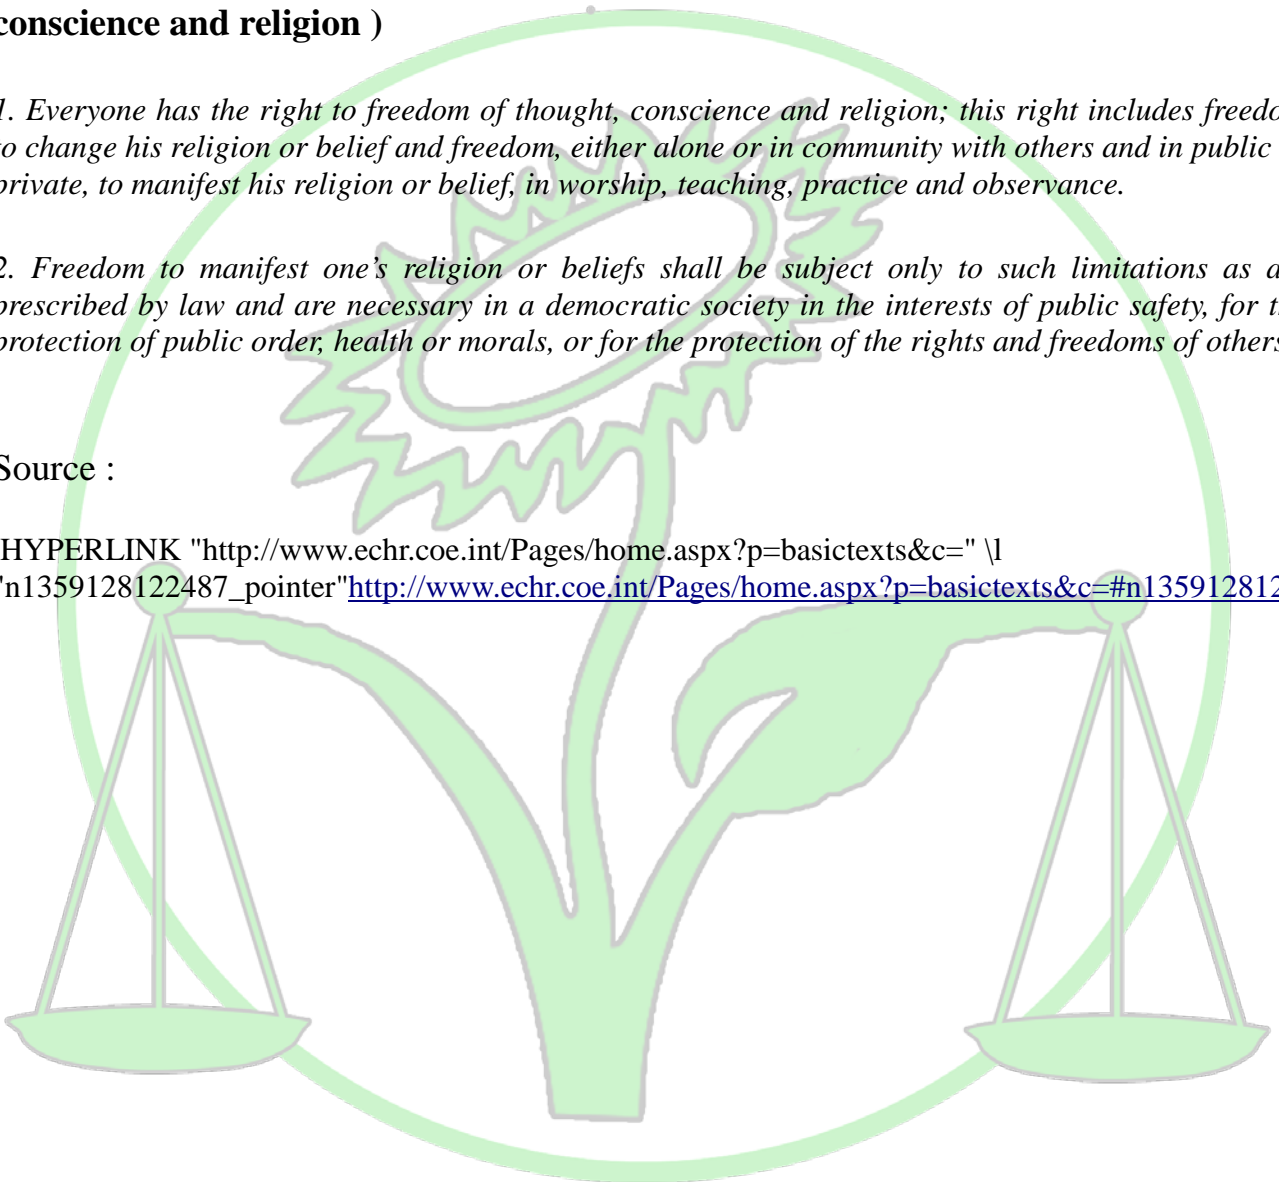 conscience and religion )
1. Everyone has the right to freedom of thought, conscience and religion; this right includes freedo
to change his religion or belief and freedom, either alone or in community with others and in public
private, to manifest his religion or belief, in worship, teaching, practice and observance.
2. Freedom to manifest one's religion or beliefs shall be subject only to such limitations as a
prescribed by law and are necessary in a democratic society in the interests of public safety, for t
protection of public order, health or morals, or for the protection of the rights and freedoms of others
Source :
HYPERLINK "http://www.echr.coe.int/Pages/home.aspx?p=basictexts&c=" \l
"n1359128122487_pointer"http://www.echr.coe.int/Pages/home.aspx?p=basictexts&c=#n135912812